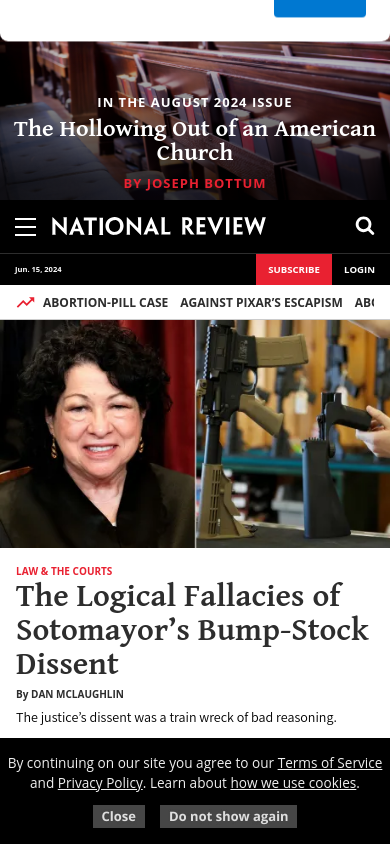 IN THE AUGUST 2024 ISSUE
The Hollowing Out of an American
Church
BY JOSEPH BOTTUM
NATIONAL REVIEW
Jun. 15, 2024
SUBSCRIBE
LOGIN
ABORTION-PILL CASE AGAINST PIXAR'S ESCAPISM
LAW & THE COURTS
The Logical Fallacies of
Sotomayor's Bump-Stock
Dissent
By DAN MCLAUGHLIN
The justice's dissent was a train wreck of bad reasoning.
By continuing on our site you agree to our Terms of Service
and Privacy Policy. Learn about how we use cookies.
Close
Do not show again